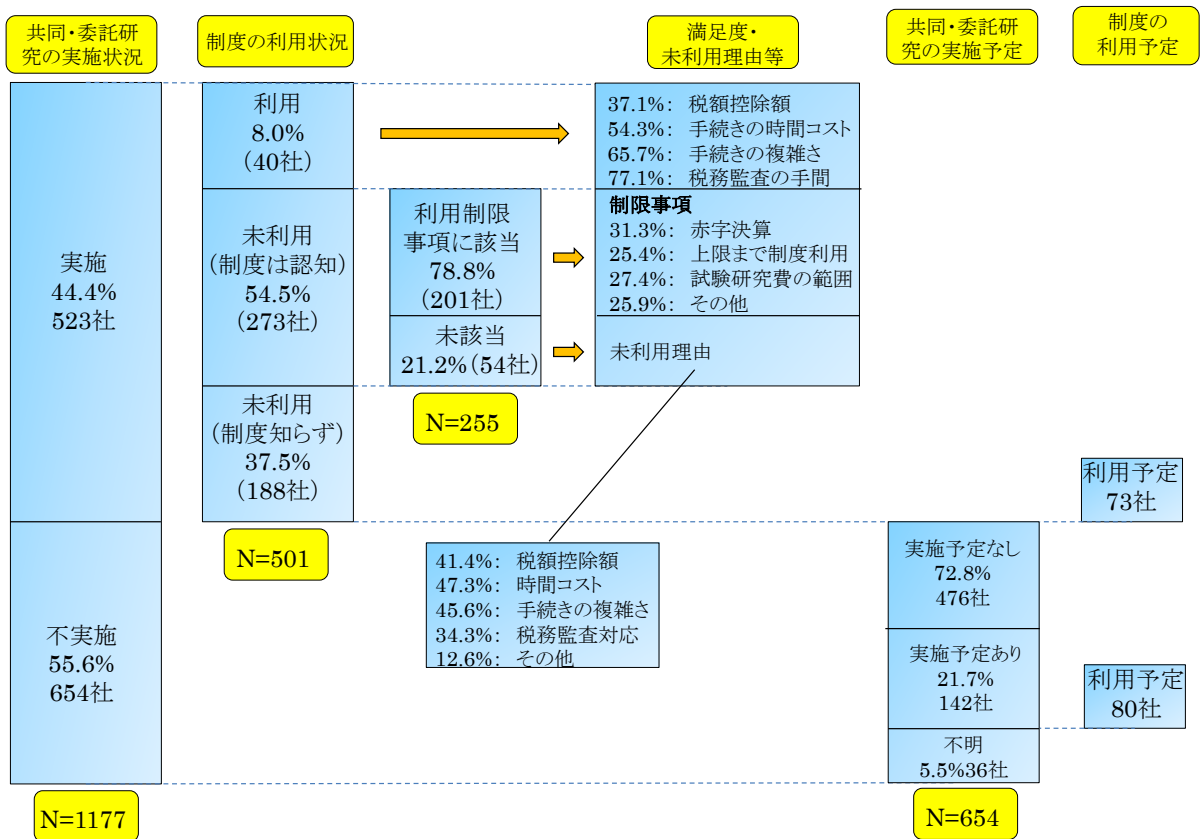 共同・委託研
究の実施状況
制度の利用状況
満足度・
未利用理由等
共同・委託研
究の実施予定
制度の
利用予定
実施
44.4%
523社
不実施
55.6%
654社
N=1177
利用
8.0%
(40社)
未利用
(制度は認知)
54.5%
(273社)
未利用
(制度知らず)
37.5%
(188社)
N=501
利用制限
事項に該当
78.8%
(201社)
未該当
21.2%(54社)
N=255
37.1%: 税額控除額
54.3%: 手続きの時間コスト
65.7%: 手続きの複雑さ
77.1%: 税務監査の手間
制限事項
31.3%: 赤字決算
25.4%: 上限まで制度利用
27.4%: 試験研究費の範囲
25.9%: その他
未利用理由
41.4%: 税額控除額
47.3%: 時間コスト
45.6%: 手続きの複雑さ
34.3%: 税務監査対応
12.6%: その他
実施予定なし
72.8%
476社
実施予定あり
21.7%
142社
不明
5.5%36社
N=654
利用予定
73社
利用予定
80社